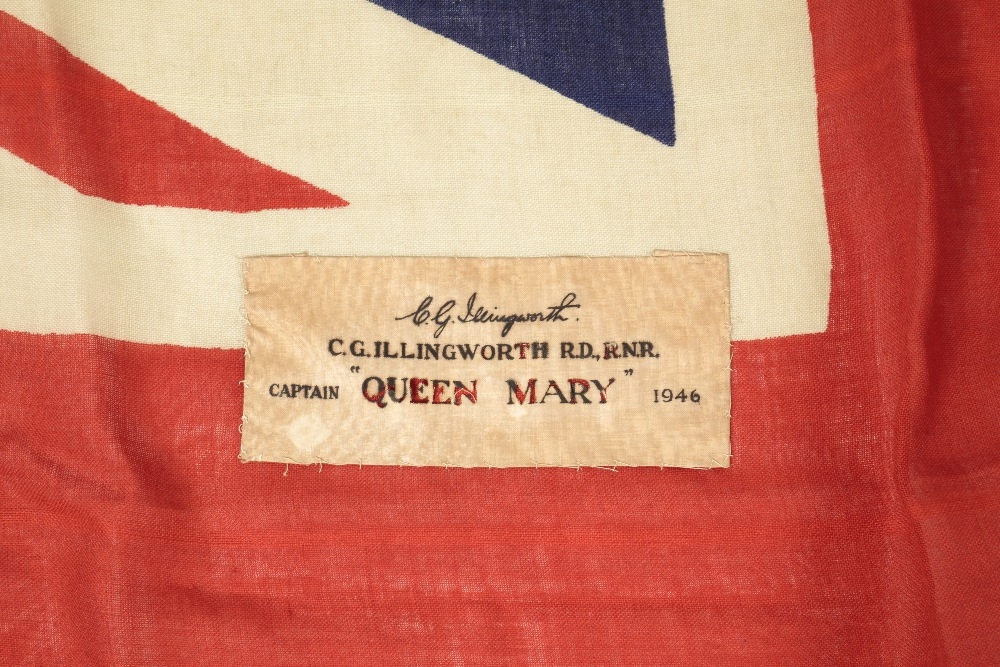 C.G. Illingworth.
C.G.ILLINGWORTH R.D., R.N.R.
CAPTAIN "QUEEN MARY" 1946